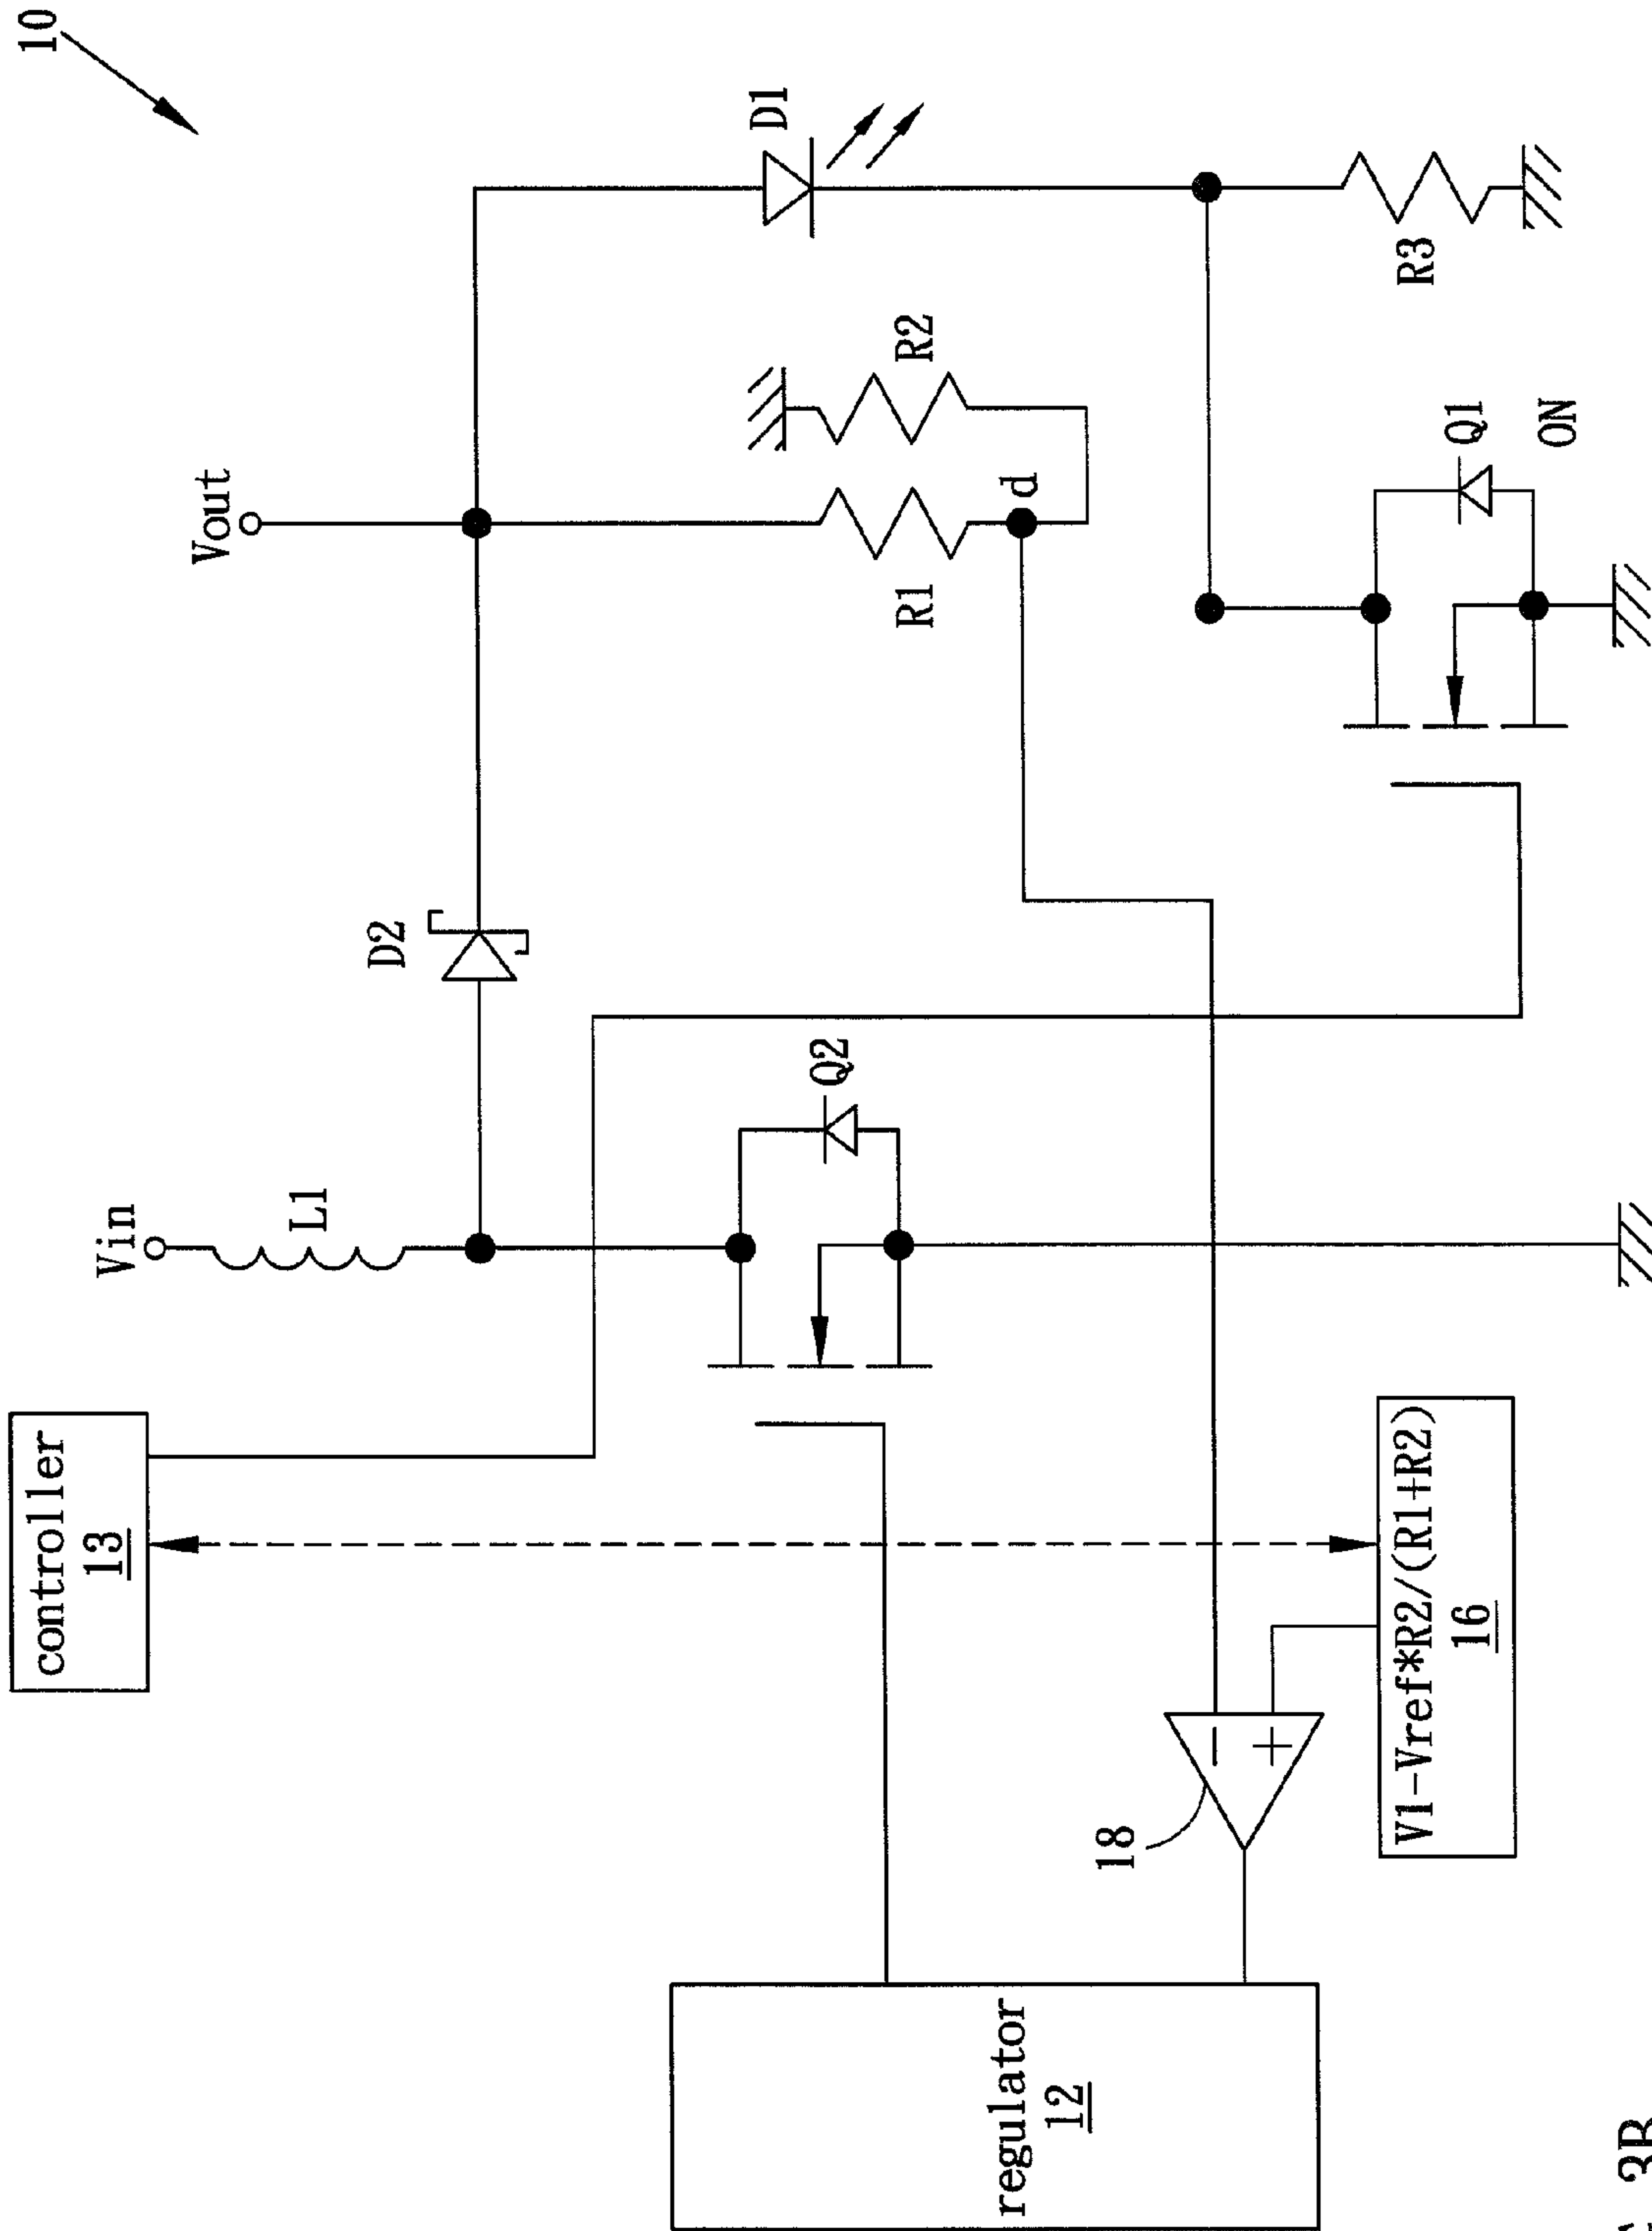 10
controller
13
Vin
L1
D2
Vout
D1
Q2
R1
R2
d
R3
Q1
ON
regulator
12
18
V1-Vref*R2/(R1+R2)
16
3B